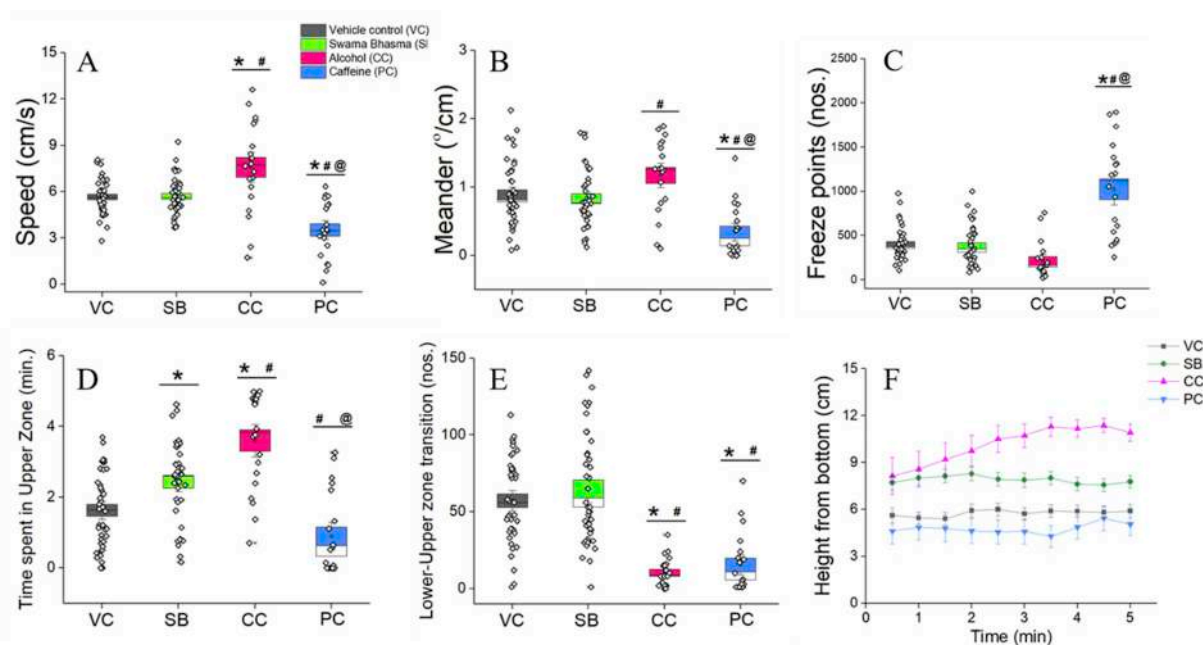 A
Speed (cm/s)
15
12
9
6
3
0
VC SB CC PC
* #
* # @
Vehicle control (VC)
Swama Bhasma (SI
Alcohol (CC)
Caffeine (PC)
B
Meander (°/cm)
3
2
1
0
VC SB CC PC
#
* # @
C
Freeze points (nos.)
2500
2000
1500
1000
500
0
VC SB CC PC
* # @
D
Time spent in Upper Zone (min.)
6
4
2
0
VC SB CC PC
*
* #
# @
E
Lower-Upper zone transition (nos.)
150
100
50
0
VC SB CC PC
* #
* #
F
Height from bottom (cm)
15
12
9
6
3
0
0 1 2 3 4 5
Time (min)
VC
SB
CC
PC